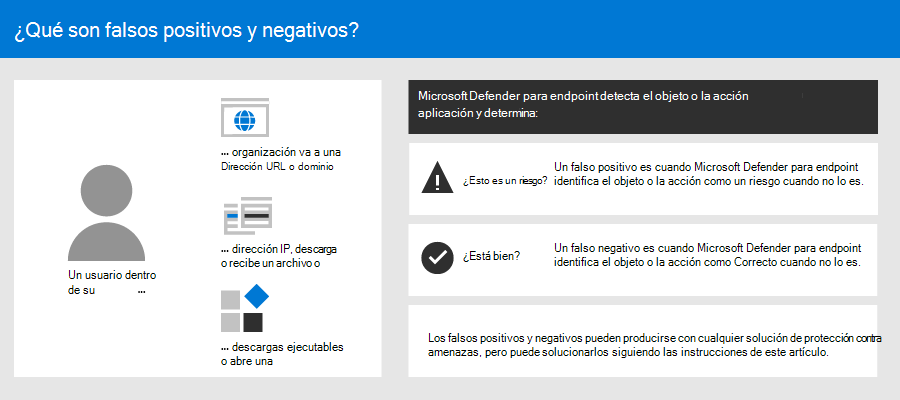 ¿Qué son falsos positivos y negativos?
Un usuario dentro
de su ...
... organización va a una
Dirección URL o dominio
... dirección IP, descarga
o recibe un archivo o
... descargas ejecutables
o abre una
Microsoft Defender para endpoint detecta el objeto o la acción
aplicación y determina:
¿Esto es un riesgo?
Un falso positivo es cuando Microsoft Defender para endpoint
identifica el objeto o la acción como un riesgo cuando no lo es.
¿Está bien?
Un falso negativo es cuando Microsoft Defender para endpoint
identifica el objeto o la acción como Correcto cuando no lo es.
Los falsos positivos y negativos pueden producirse con cualquier solución de protección contra
amenazas, pero puede solucionarlos siguiendo las instrucciones de este artículo.